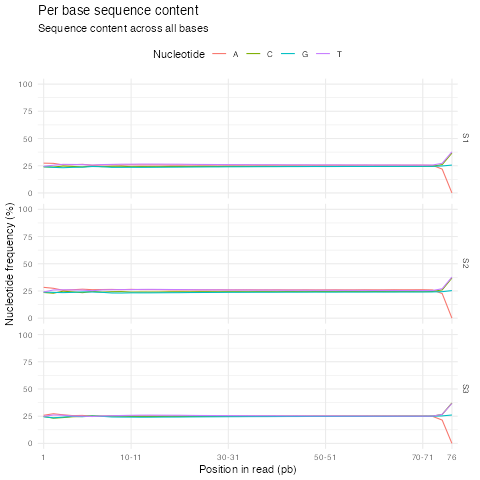 Per base sequence content
Sequence content across all bases
Nucleotide A C G T
Nucleotide frequency (%)
100
75
50
25
0
S1
100
75
50
25
0
S2
100
75
50
25
0
S3
1 10-11 30-31 50-51 70-71 76
Position in read (pb)